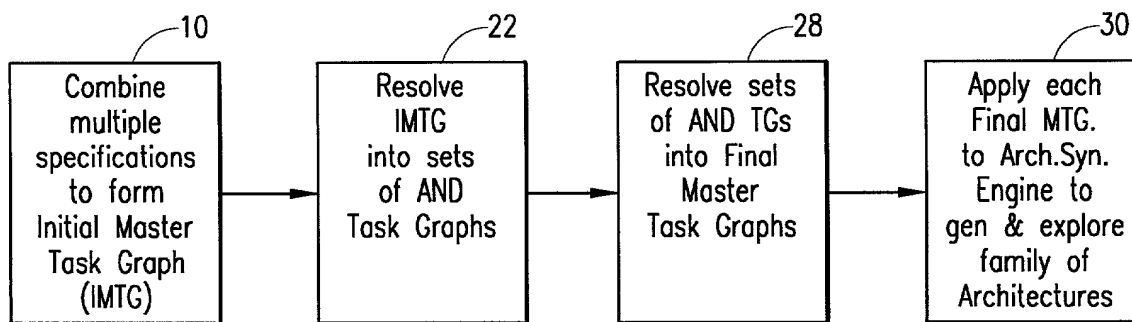 10
Combine
multiple
specifications
to form
Initial Master
Task Graph
(IMTG)
22
Resolve
IMTG
into sets
of AND
Task Graphs
28
Resolve sets
of AND TGs
into Final
Master
Task Graphs
30
Apply each
Final MTG.
to Arch.Syn.
Engine to
gen & explore
family of
Architectures